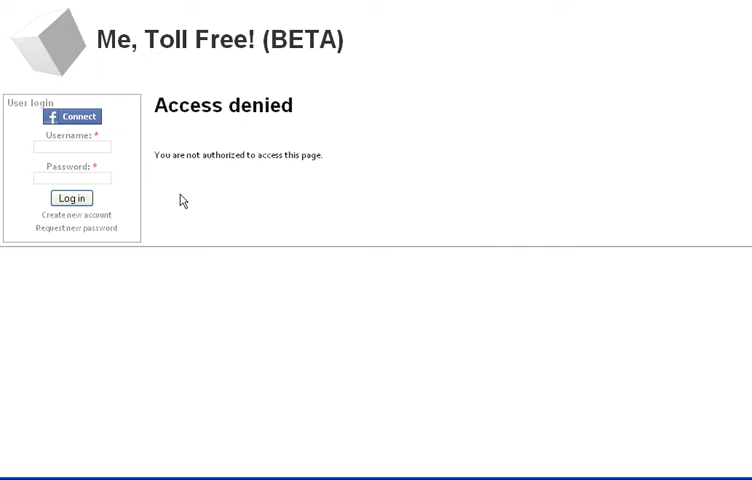 Me, Toll Free! (BETA)
User login
f Connect
Username: *
Password: *
Log in
Create new account
Request new password
Access denied
You are not authorized to access this page.